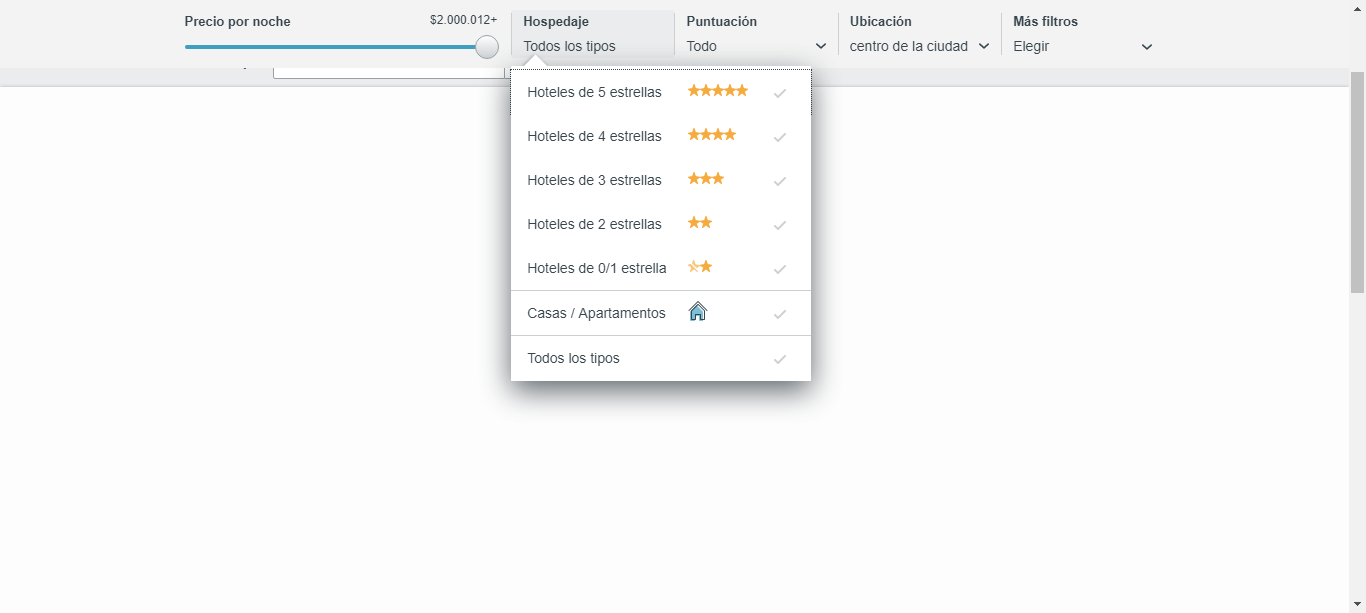 Precio por noche
$2.000.012+
Hospedaje
Todos los tipos
Puntuación
Todo
Ubicación
centro de la ciudad
Más filtros
Elegir
Hoteles de 5 estrellas
Hoteles de 4 estrellas
Hoteles de 3 estrellas
Hoteles de 2 estrellas
Hoteles de 0/1 estrella
Casas / Apartamentos
Todos los tipos